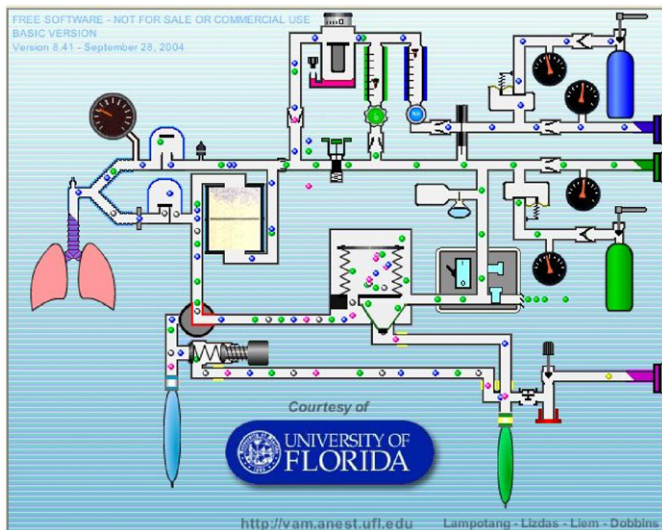 FREE SOFTWARE - NOT FOR SALE OR COMMERCIAL USE
BASIC VERSION
Version 8.41 - September 28, 2004
Courtesy of
UNIVERSITY OF
FLORIDA
http://vam.anest.ufl.edu Lampotang - Lizdas - Liem - Dobbins